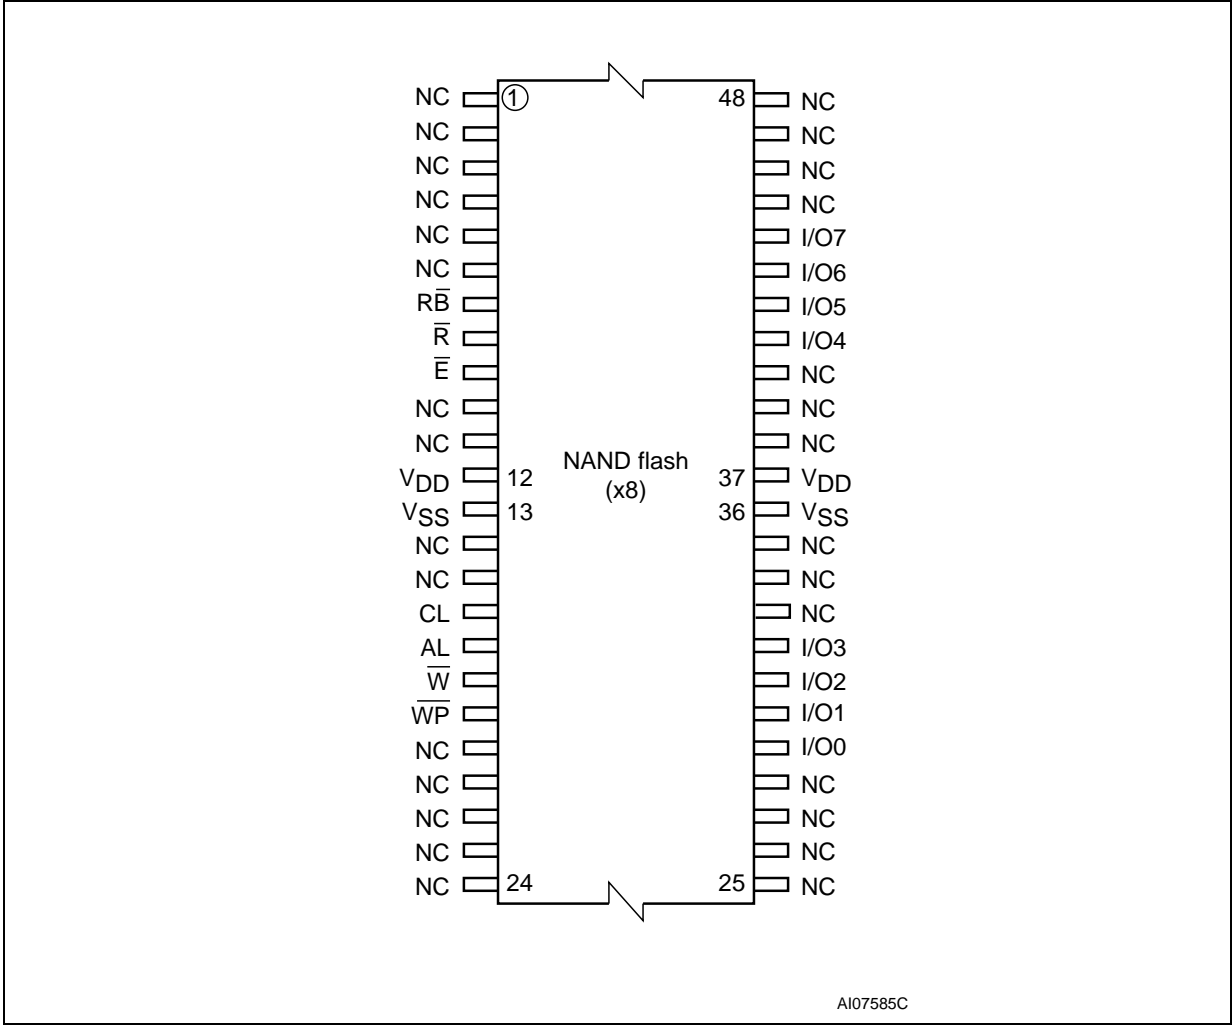 NC 1 48 NC
NC NC
NC NC
NC NC
NC I/O7
NC I/O6
RB̅ I/O5
R̅ I/O4
E̅ NC
NC NC
NC NC
VDD 12 NAND flash 37 VDD
(x8)
VSS 13 36 VSS
NC NC
NC NC
CL NC
AL I/O3
W̅ I/O2
W̅P̅ I/O1
NC I/O0
NC NC
NC NC
NC NC
NC 24 25 NC
AI07585C